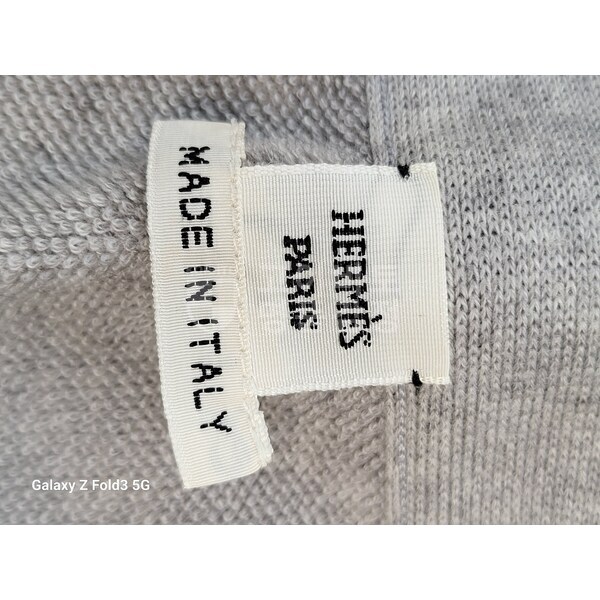 HERMÈS
PARIS
MADE IN ITALY
Galaxy Z Fold3 5G